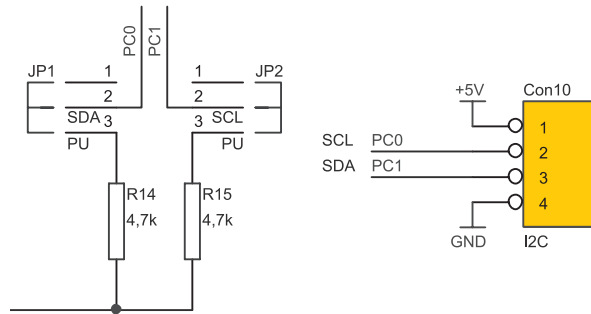 PC0
PC1
JP1
1
2
SDA
3
PU
1
JP2
2
3
SCL
PU
R14
4,7k
R15
4,7k
+5V
Con10
1
SCL PC0
2
SDA PC1
3
4
GND
I2C